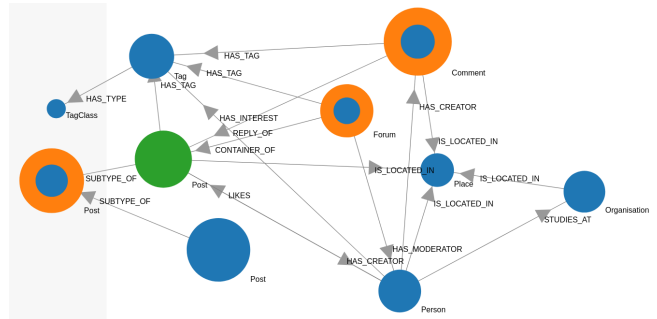 HAS_TAG
Comment
HAS_TAG
Tag
HAS_TAG
HAS_TYPE
TagClass
HAS_CREATOR
HAS_INTEREST
REPLY_OF
Forum
IS_LOCATED_IN
CONTAINER_OF
IS_LOCATED_IN
SUBTYPE_OF
IS_LOCATED_IN
Post
Place
LIKES
SUBTYPE_OF
IS_LOCATED_IN
Post
Organisation
STUDIES_AT
HAS_MODERATOR
HAS_CREATOR
Post
Person